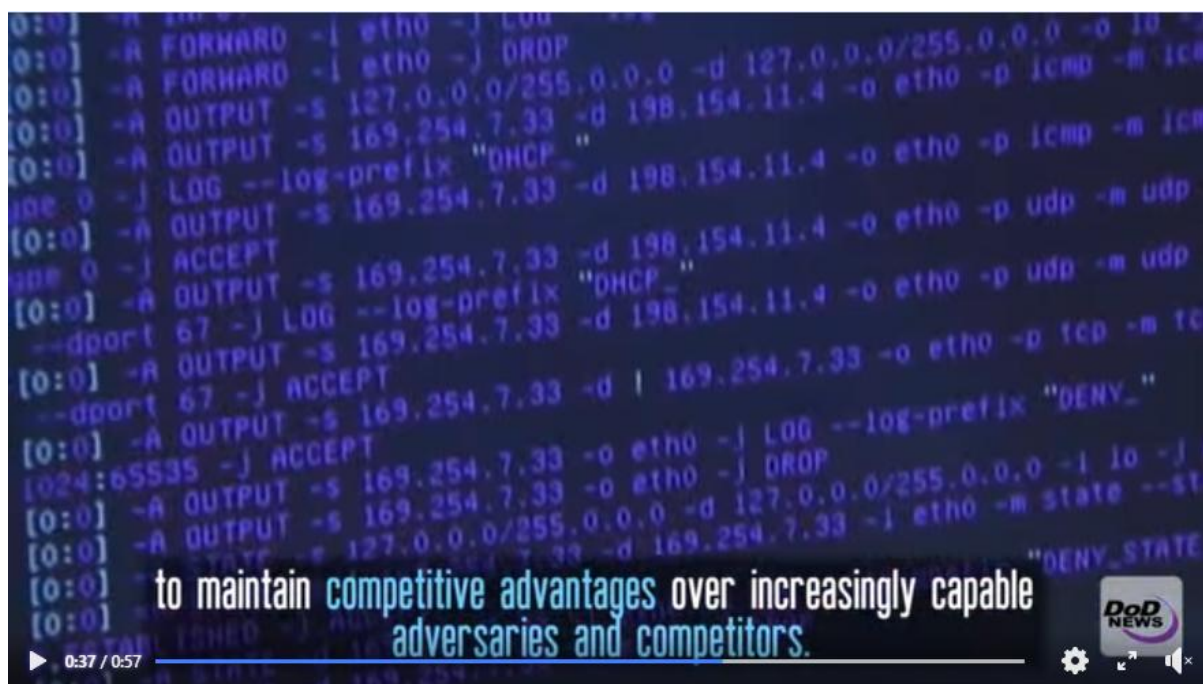 [0:0] -A FORWARD -i eth0 -j LOG
[0:0] -A FORWARD -i eth0 -j DROP
[0:0] -A OUTPUT -s 127.0.0.0/255.0.0.0 -d 127.0.0.0/255.0.0.0 -o lo
[0:0] -A OUTPUT -s 169.254.7.33 -d 198.154.11.4 -o eth0 -p icmp -m
-j LOG --log-prefix "DHCP_"
[0:0] -A OUTPUT -s 169.254.7.33 -d 198.154.11.4 -o eth0 -p icmp -m
0 -j ACCEPT
[0:0] -A OUTPUT -s 169.254.7.33 -d 198.154.11.4 -o eth0 -p udp -m udp
--dport 67 -j LOG --log-prefix "DHCP_"
[0:0] -A OUTPUT -s 169.254.7.33 -d 198.154.11.4 -o eth0 -p udp -m udp
--dport 67 -j ACCEPT
[0:0] -A OUTPUT -s 169.254.7.33 -d ! 169.254.7.33 -o eth0 -p tcp -m
1024:65535 -j ACCEPT
[0:0] -A OUTPUT -s 169.254.7.33 -o eth0 -j LOG --log-prefix "DENY_"
[0:0] -A OUTPUT -s 169.254.7.33 -o eth0 -j DROP
[0:0] 127.0.0.0/255.0.0.0 -d 127.0.0.0/255.0.0.0 -i lo -j
[0:0] -d 169.254.7.33 -i eth0 -m state
"DENY_STATE
to maintain competitive advantages over increasingly capable
adversaries and competitors.
DoD
NEWS
0:37 / 0:57